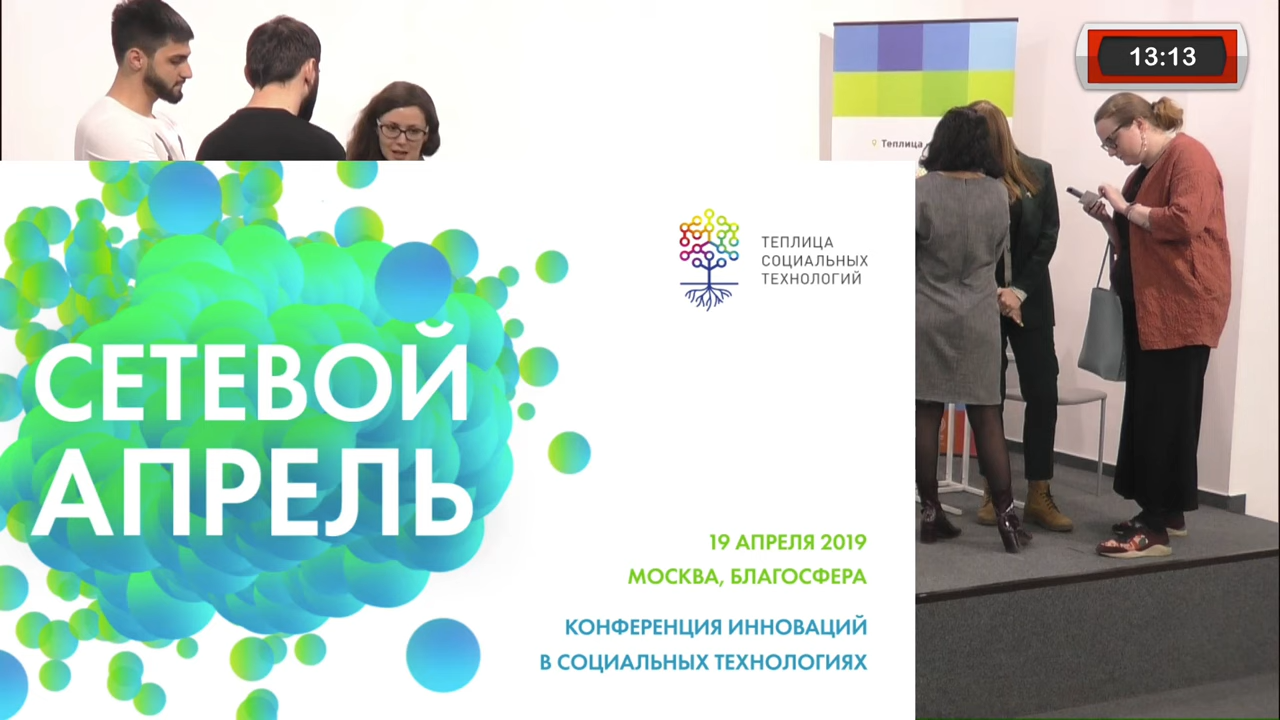 13:13
Теплица
ТЕПЛИЦА
СОЦИАЛЬНЫХ
ТЕХНОЛОГИЙ
СЕТЕВОЙ
АПРЕЛЬ
19 АПРЕЛЯ 2019
МОСКВА, БЛАГОСФЕРА
КОНФЕРЕНЦИЯ ИННОВАЦИЙ
В СОЦИАЛЬНЫХ ТЕХНОЛОГИЯХ